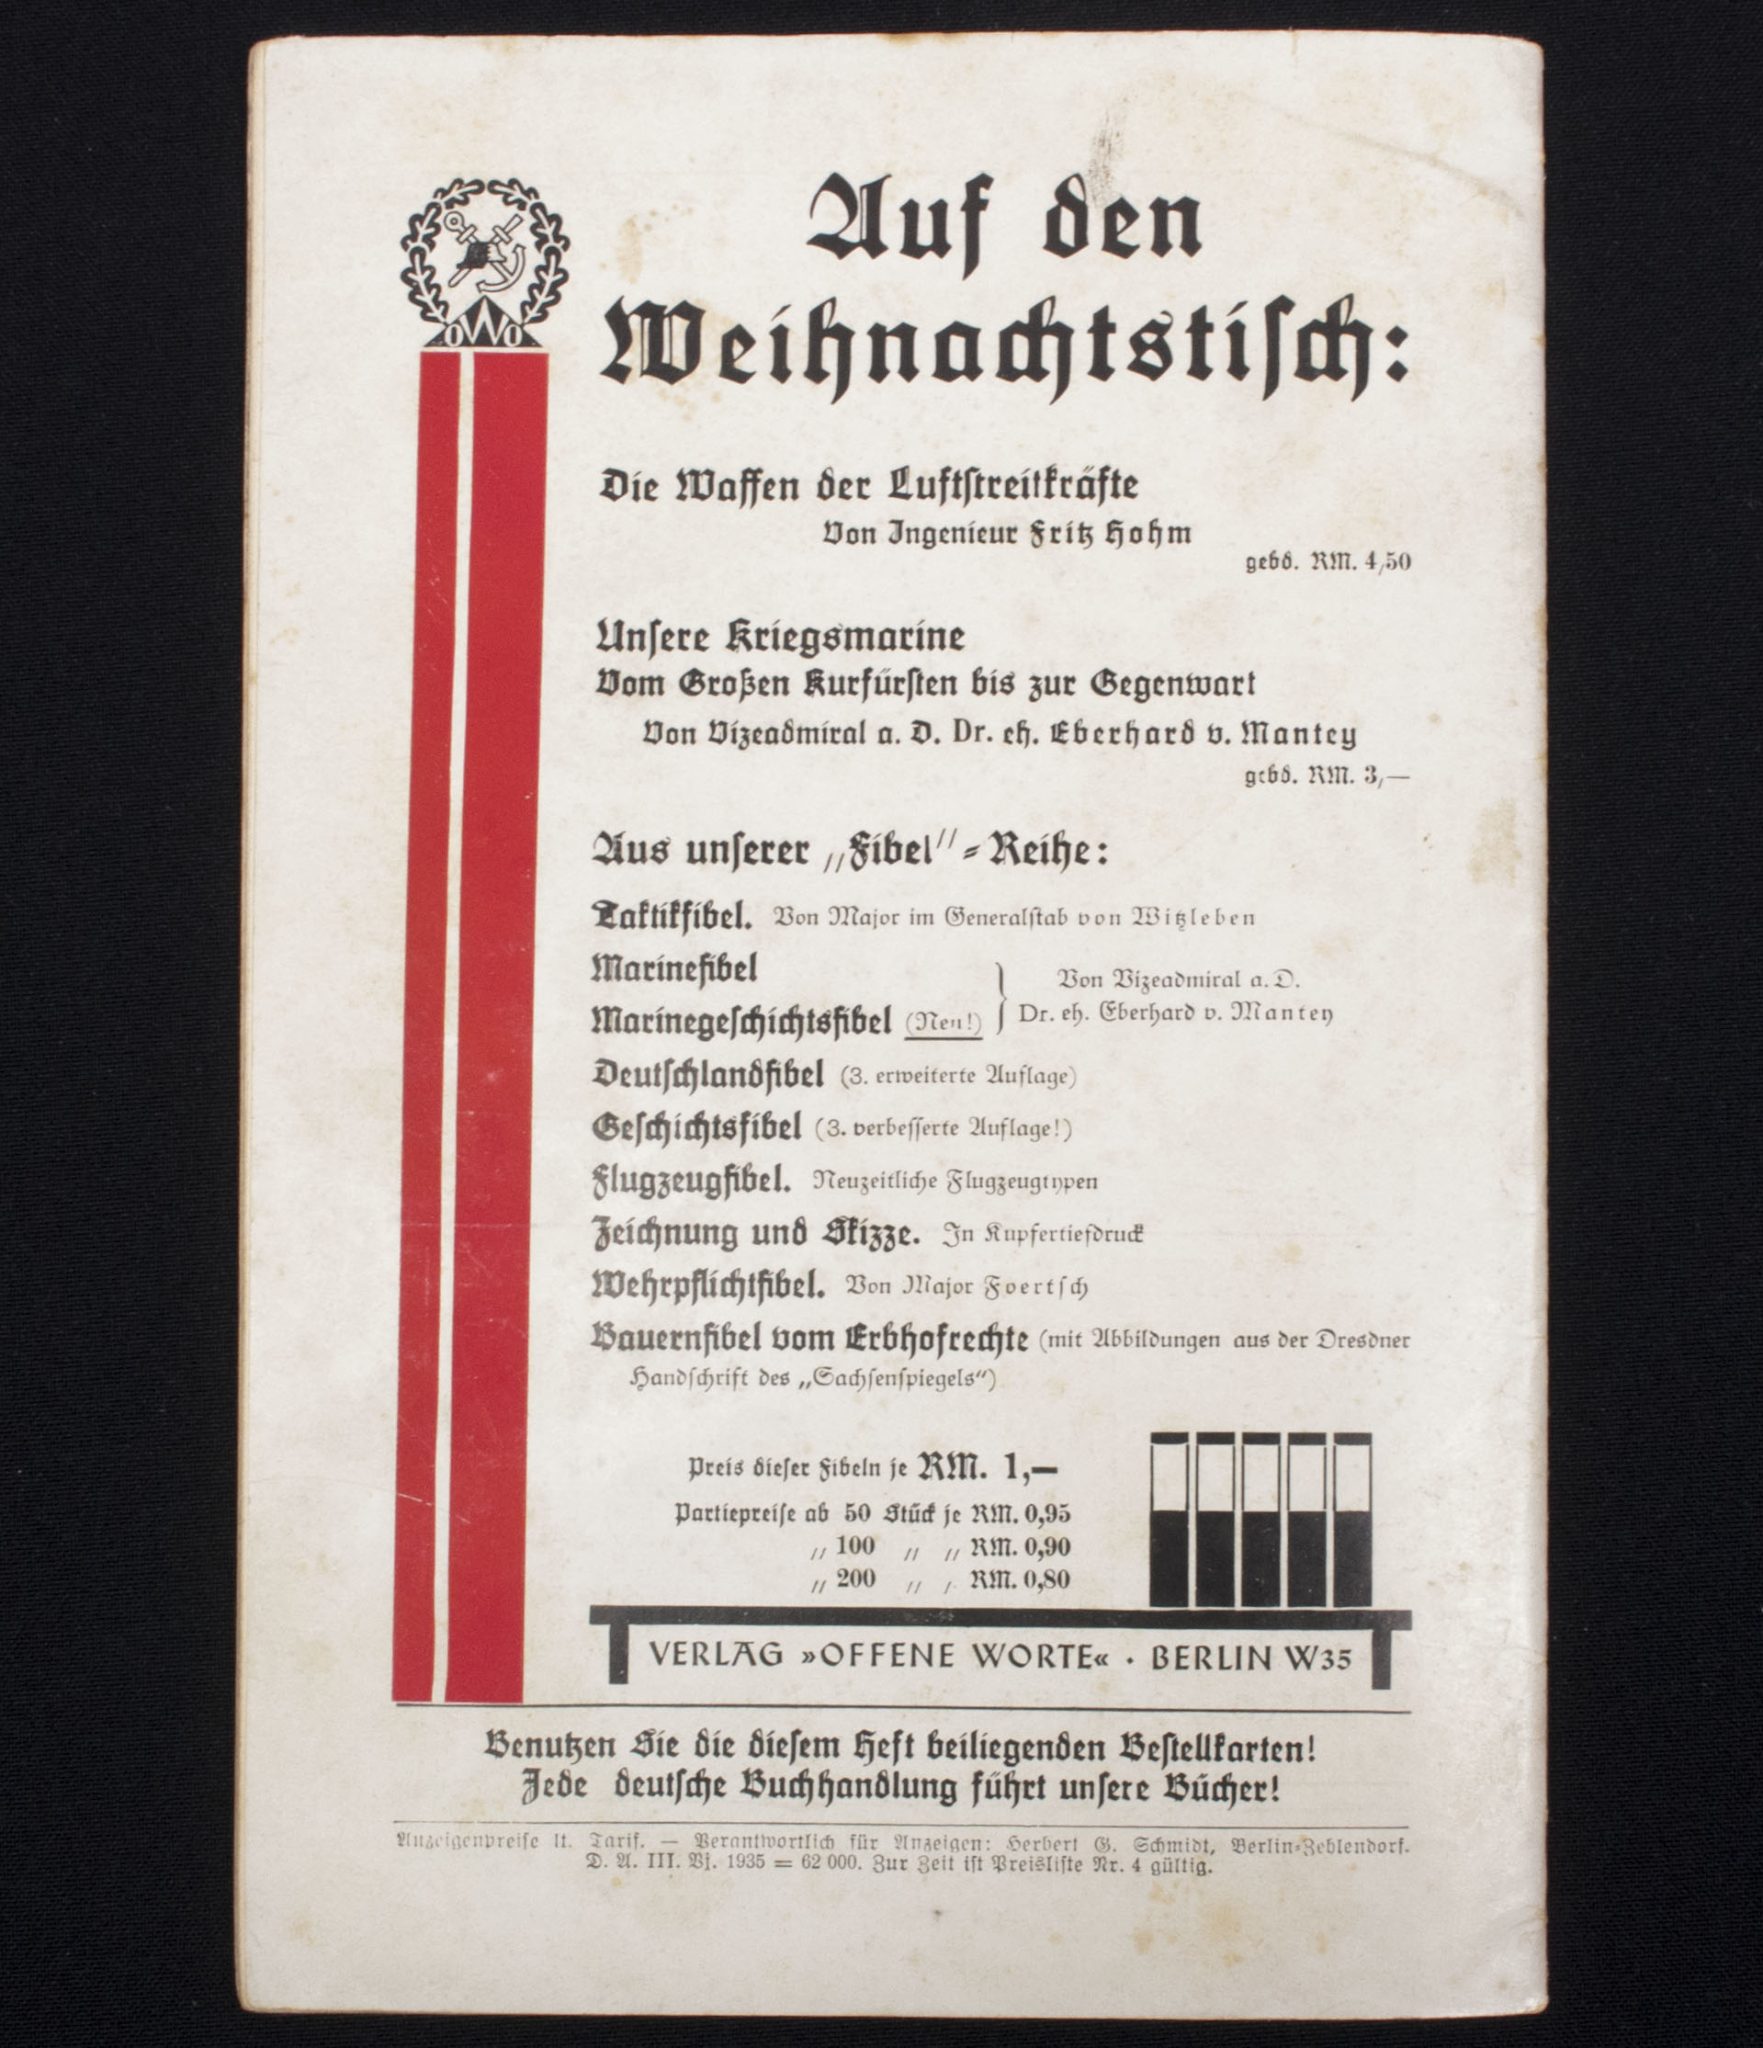 OWO
Auf den
Weihnachtstisch:
Die Waffen der Luftstreitkräfte
Von Ingenieur Fritz Hohm
gebd. RM. 4,50
Unsere Kriegsmarine
Vom Großen Kurfürsten bis zur Gegenwart
Von Vizeadmiral a. D. Dr. eh. Eberhard v. Mantey
gebd. RM. 3,—
Aus unserer „Fibel“-Reihe:
Taktikfibel. Von Major im Generalstab von Witzleben
Marinefibel
Marinegeschichtsfibel (Neu!)
Von Vizeadmiral a. D.
Dr. eh. Eberhard v. Mantey
Deutschlandfibel (3. erweiterte Auflage)
Geschichtsfibel (3. verbesserte Auflage!)
Flugzeugfibel. Neuzeitliche Flugzeugtypen
Zeichnung und Skizze. In Kupfertiefdruck
Wehrpflichtfibel. Von Major Foertsch
Bauernfibel vom Erbhofrechte (mit Abbildungen aus der Dresdner
Handschrift des „Sachsenspiegels“)
Preis dieser Fibeln je RM. 1,—
Partiepreise ab 50 Stück je RM. 0,95
„ 100 „ „ RM. 0,90
„ 200 „ „ RM. 0,80
VERLAG »OFFENE WORTE« · BERLIN W35
Benutzen Sie die diesem Heft beiliegenden Bestellkarten!
Jede deutsche Buchhandlung führt unsere Bücher!
Anzeigenpreise lt. Tarif. — Verantwortlich für Anzeigen: Herbert G. Schmidt, Berlin-Zehlendorf.
D. A. III. Vj. 1935 = 62 000. Zur Zeit ist Preisliste Nr. 4 gültig.